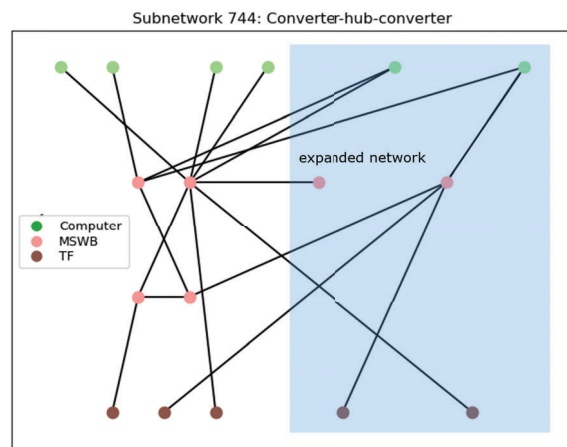 Subnetwork 744: Converter-hub-converter
expanded network
Computer
MSWB
TF